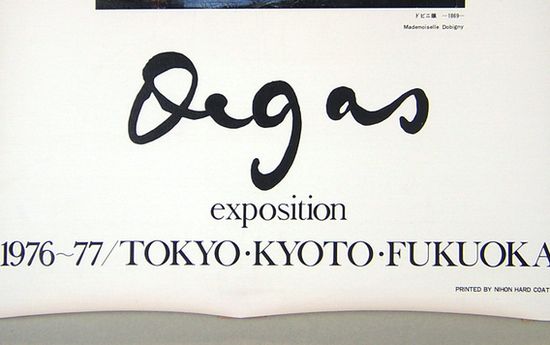 ドビニ嬢 —1869—
Mademoiselle Dobigny
Degas
exposition
1976~77/TOKYO·KYOTO·FUKUOKA
PRINTED BY NIHON HARD COAT